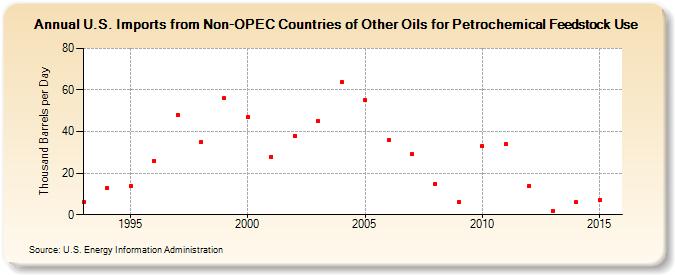 Annual U.S. Imports from Non-OPEC Countries of Other Oils for Petrochemical Feedstock Use
Thousand Barrels per Day
80
60
40
20
0
1995 2000 2005 2010 2015
Source: U.S. Energy Information Administration